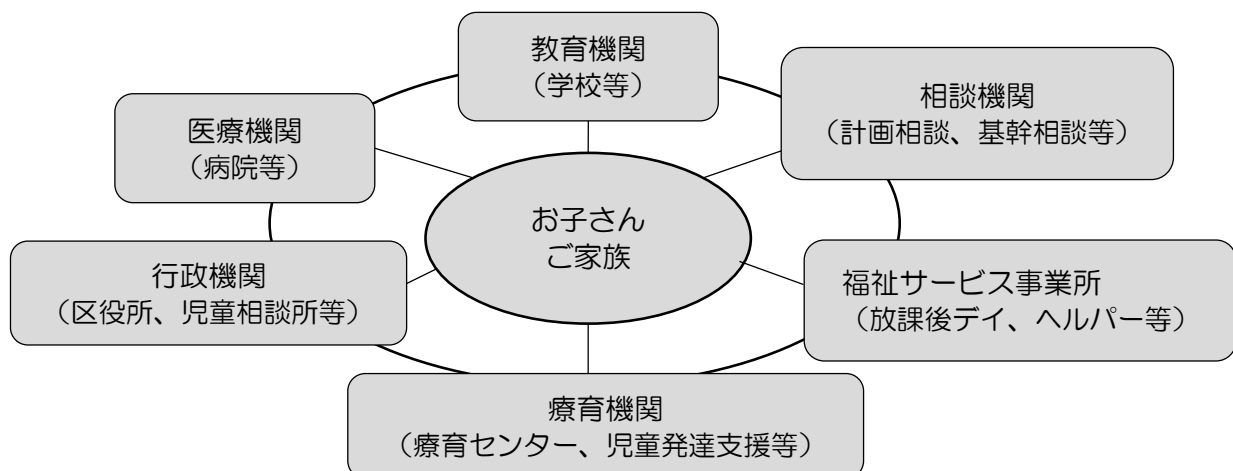 教育機関
（学校等）
相談機関
（計画相談、基幹相談等）
医療機関
（病院等）
お子さん
ご家族
行政機関
（区役所、児童相談所等）
福祉サービス事業所
（放課後デイ、ヘルパー等）
療育機関
（療育センター、児童発達支援等）